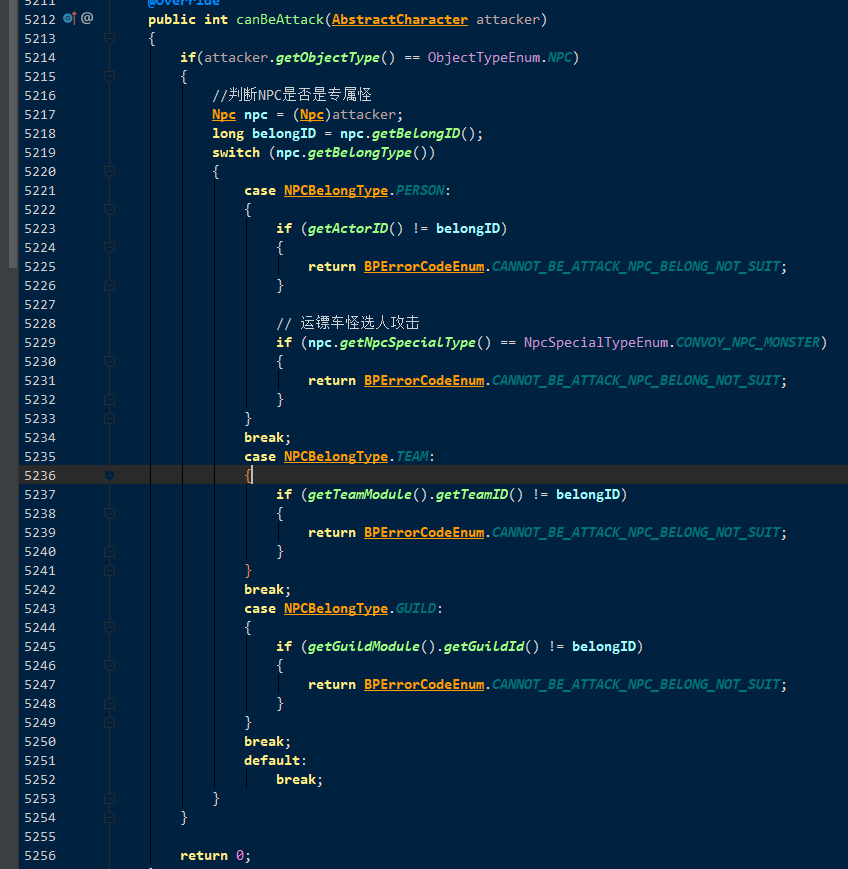 5211 @Override
5212 @ public int canBeAttack(AbstractCharacter attacker)
5213 {
5214 if(attacker.getObjectType() == ObjectTypeEnum.NPC)
5215 {
5216 //判断NPC是否是专属怪
5217 Npc npc = (Npc)attacker;
5218 long belongID = npc.getBelongID();
5219 switch (npc.getBelongType())
5220 {
5221 case NPCBelongType.PERSON:
5222 {
5223 if (getActorID() != belongID)
5224 {
5225 return BPErrorCodeEnum.CANNOT_BE_ATTACK_NPC_BELONG_NOT_SUIT;
5226 }
5227
5228 // 运镖车怪选人攻击
5229 if (npc.getNpcSpecialType() == NpcSpecialTypeEnum.CONVOY_NPC_MONSTER)
5230 {
5231 return BPErrorCodeEnum.CANNOT_BE_ATTACK_NPC_BELONG_NOT_SUIT;
5232 }
5233 }
5234 break;
5235 case NPCBelongType.TEAM:
5236 {
5237 if (getTeamModule().getTeamID() != belongID)
5238 {
5239 return BPErrorCodeEnum.CANNOT_BE_ATTACK_NPC_BELONG_NOT_SUIT;
5240 }
5241 }
5242 break;
5243 case NPCBelongType.GUILD:
5244 {
5245 if (getGuildModule().getGuildId() != belongID)
5246 {
5247 return BPErrorCodeEnum.CANNOT_BE_ATTACK_NPC_BELONG_NOT_SUIT;
5248 }
5249 }
5250 break;
5251 default:
5252 break;
5253 }
5254 }
5255
5256 return 0;